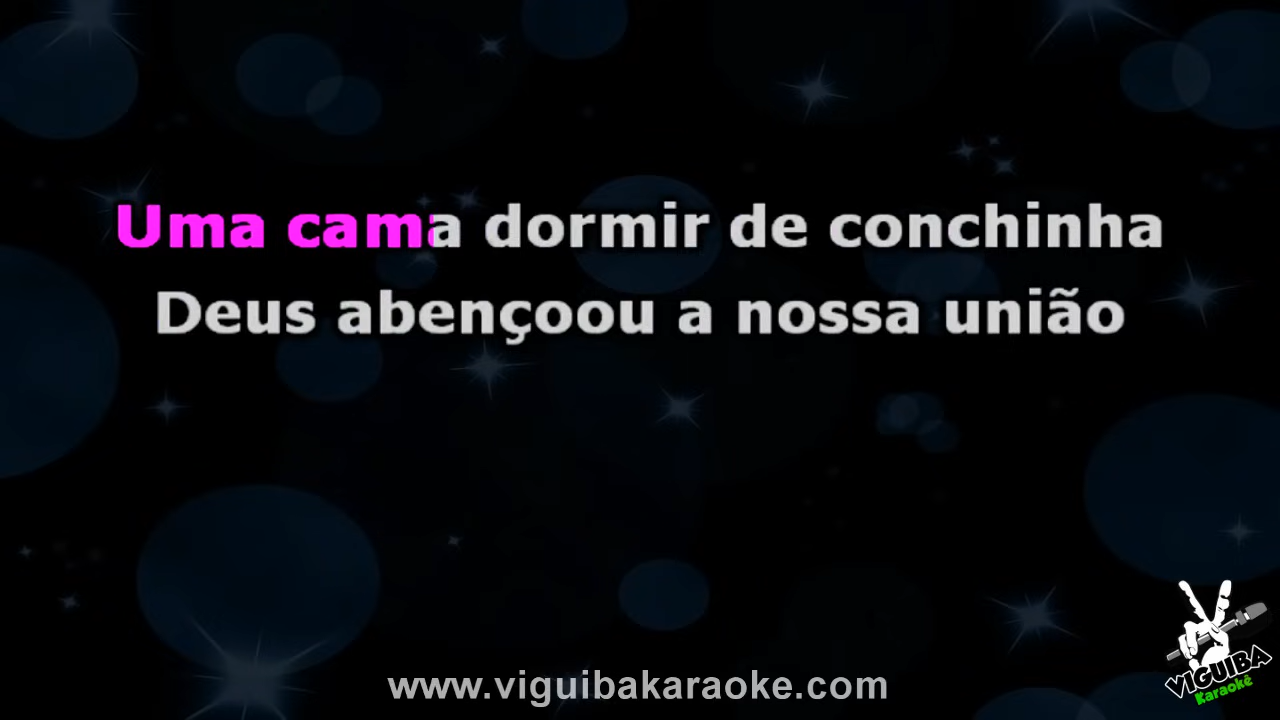 Uma cama dormir de conchinha
Deus abençoou a nossa união
www.viguibakaraoke.com
VIGUIBA
Karaokê